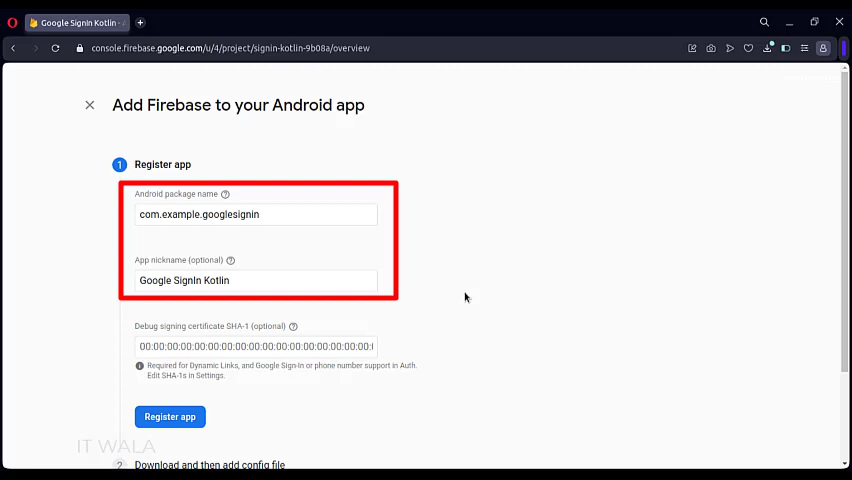 Google SignIn Kotlin -
console.firebase.google.com/u/4/project/signin-kotlin-9b08a/overview
Add Firebase to your Android app
1 Register app
Android package name
com.example.googlesignin
App nickname (optional)
Google SignIn Kotlin
Debug signing certificate SHA-1 (optional)
00:00:00:00:00:00:00:00:00:00:00:00:00:00:00:00:00:
Required for Dynamic Links, and Google Sign-In or phone number support in Auth.
Edit SHA-1s in Settings.
Register app
IT WALA
2 Download and then add config file